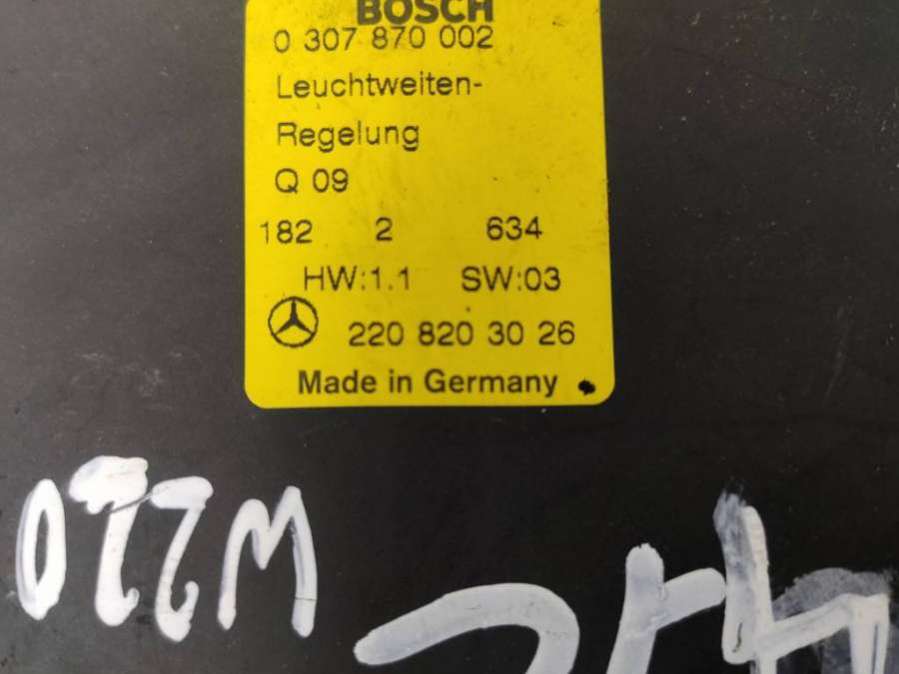 BOSCH
0 307 870 002
Leuchtweiten-
Regelung
Q 09
182 2 634
HW:1.1 SW:03
220 820 30 26
Made in Germany
W220